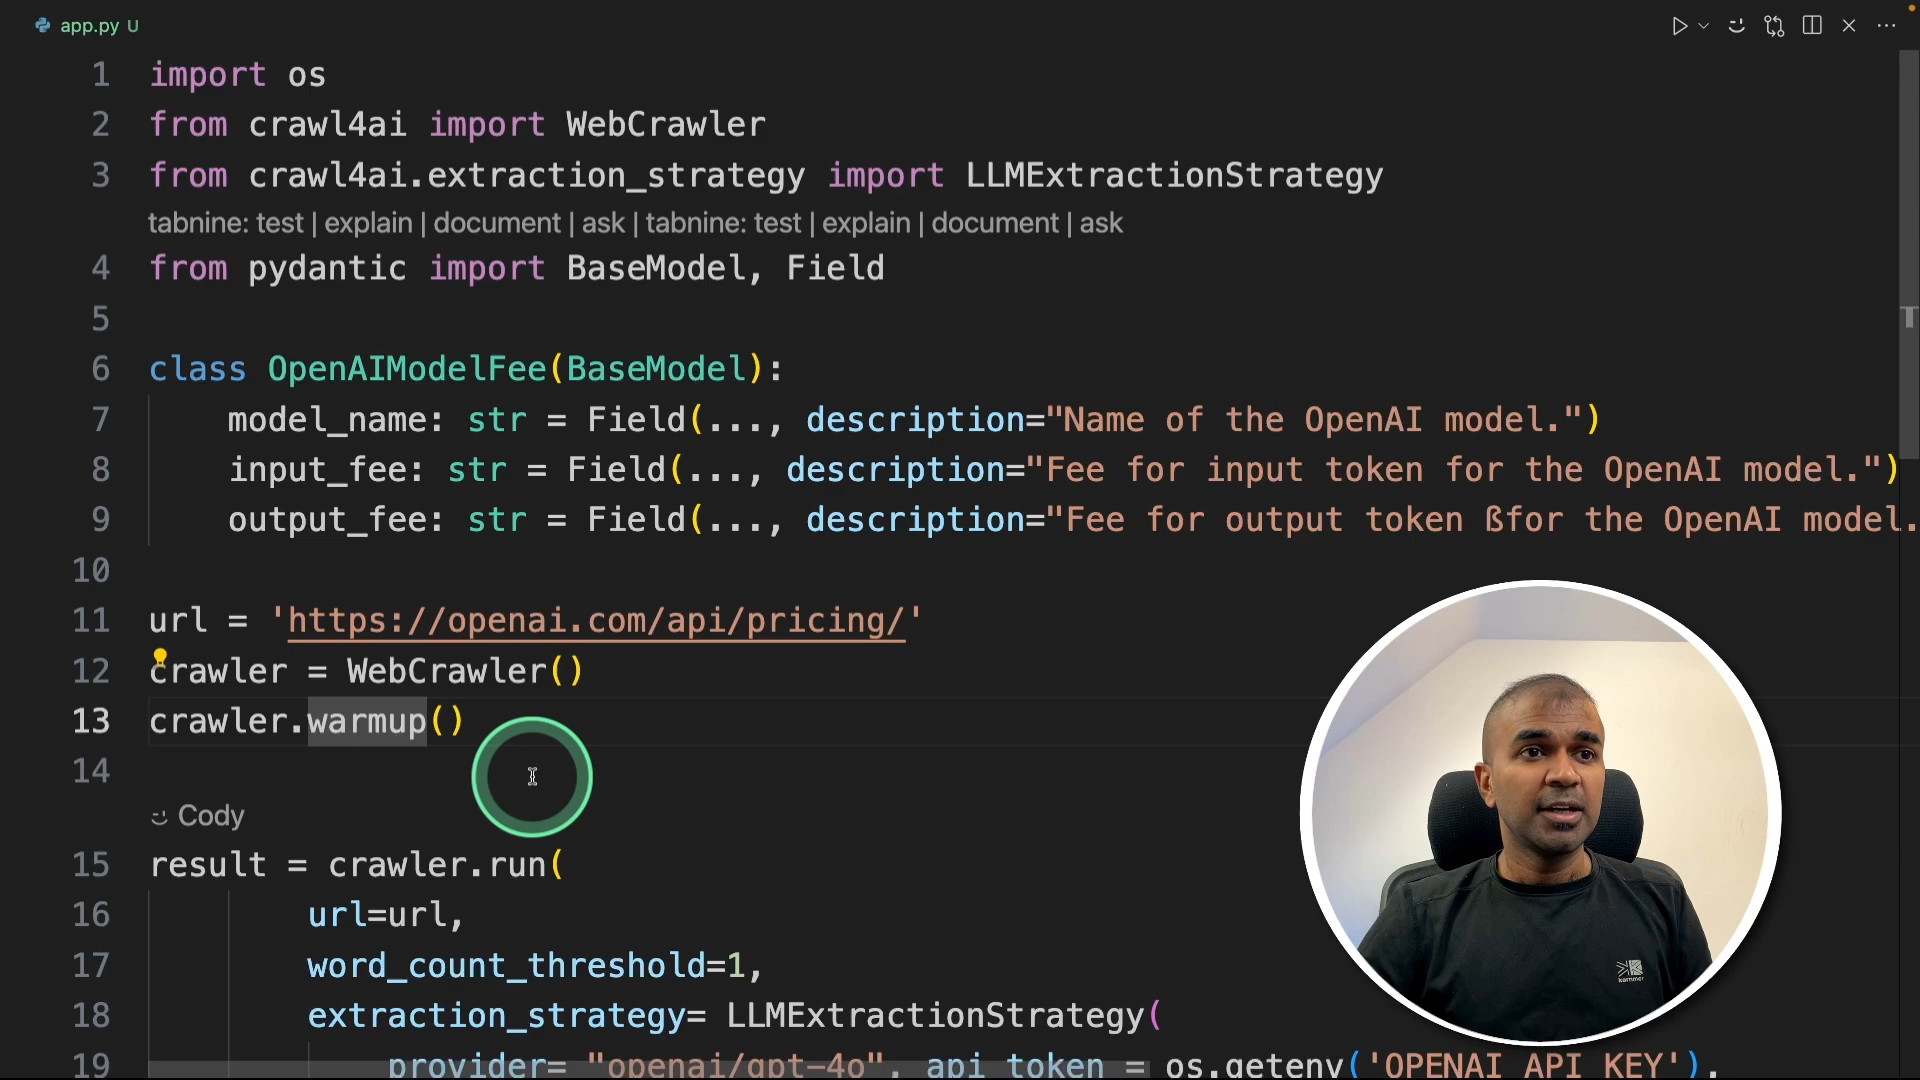 app.py U
1 import os
2 from crawl4ai import WebCrawler
3 from crawl4ai.extraction_strategy import LLMExtractionStrategy
tabnine: test | explain | document | ask | tabnine: test | explain | document | ask
4 from pydantic import BaseModel, Field
5
6 class OpenAIModelFee(BaseModel):
7 model_name: str = Field(..., description="Name of the OpenAI model.")
8 input_fee: str = Field(..., description="Fee for input token for the OpenAI model.")
9 output_fee: str = Field(..., description="Fee for output token ßfor the OpenAI model.
10
11 url = 'https://openai.com/api/pricing/'
12 crawler = WebCrawler()
13 crawler.warmup()
14
Cody
15 result = crawler.run(
16 url=url,
17 word_count_threshold=1,
18 extraction_strategy= LLMExtractionStrategy(
19 provider= "openai/gpt-4o", api_token = os.getenv('OPENAI_API_KEY'),